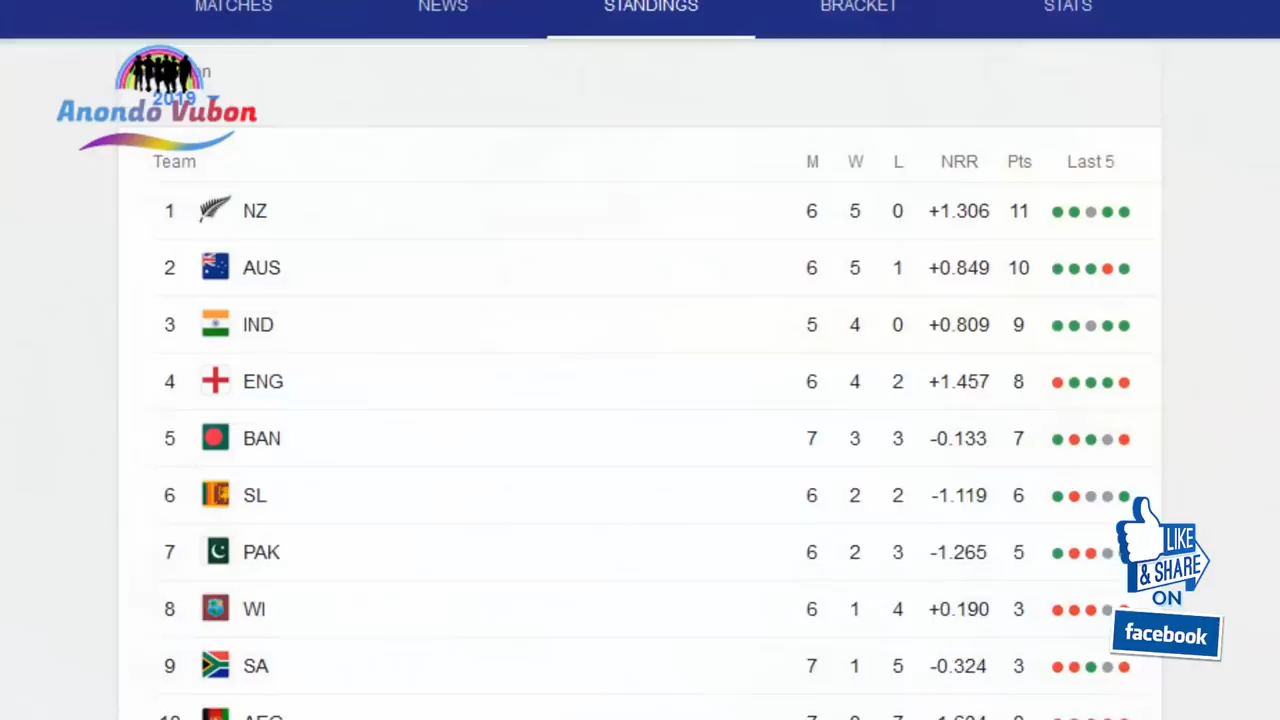 MATCHES NEWS STANDINGS BRACKET STATS
2019
Anondo Vubon
Team M W L NRR Pts Last 5
1 NZ 6 5 0 +1.306 11
2 AUS 6 5 1 +0.849 10
3 IND 5 4 0 +0.809 9
4 ENG 6 4 2 +1.457 8
5 BAN 7 3 3 -0.133 7
6 SL 6 2 2 -1.119 6
7 PAK 6 2 3 -1.265 5
8 WI 6 1 4 +0.190 3
9 SA 7 1 5 -0.324 3
LIKE
& SHARE
ON
facebook